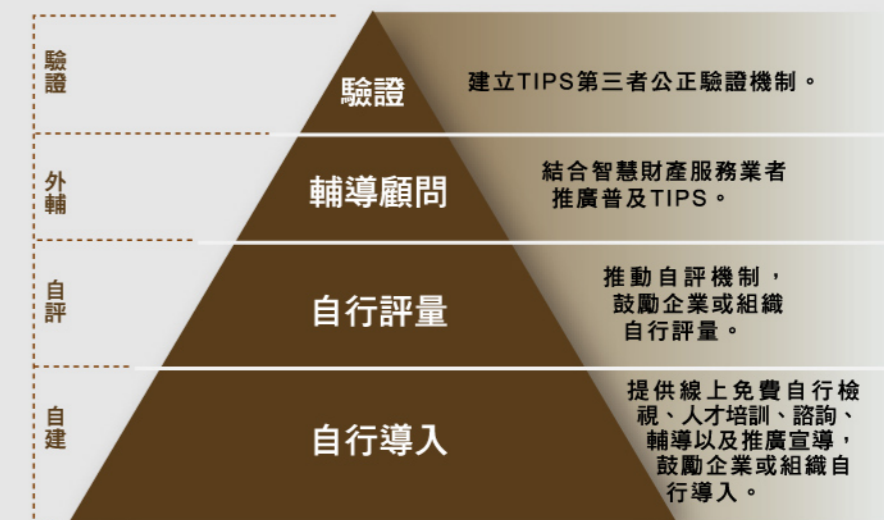 驗證
驗證
建立TIPS第三者公正驗證機制。
外輔
輔導顧問
結合智慧財產服務業者
推廣普及TIPS。
自評
自行評量
推動自評機制，
鼓勵企業或組織
自行評量。
自建
自行導入
提供線上免費自行檢
視、人才培訓、諮詢、
輔導以及推廣宣導，
鼓勵企業或組織自
行導入。